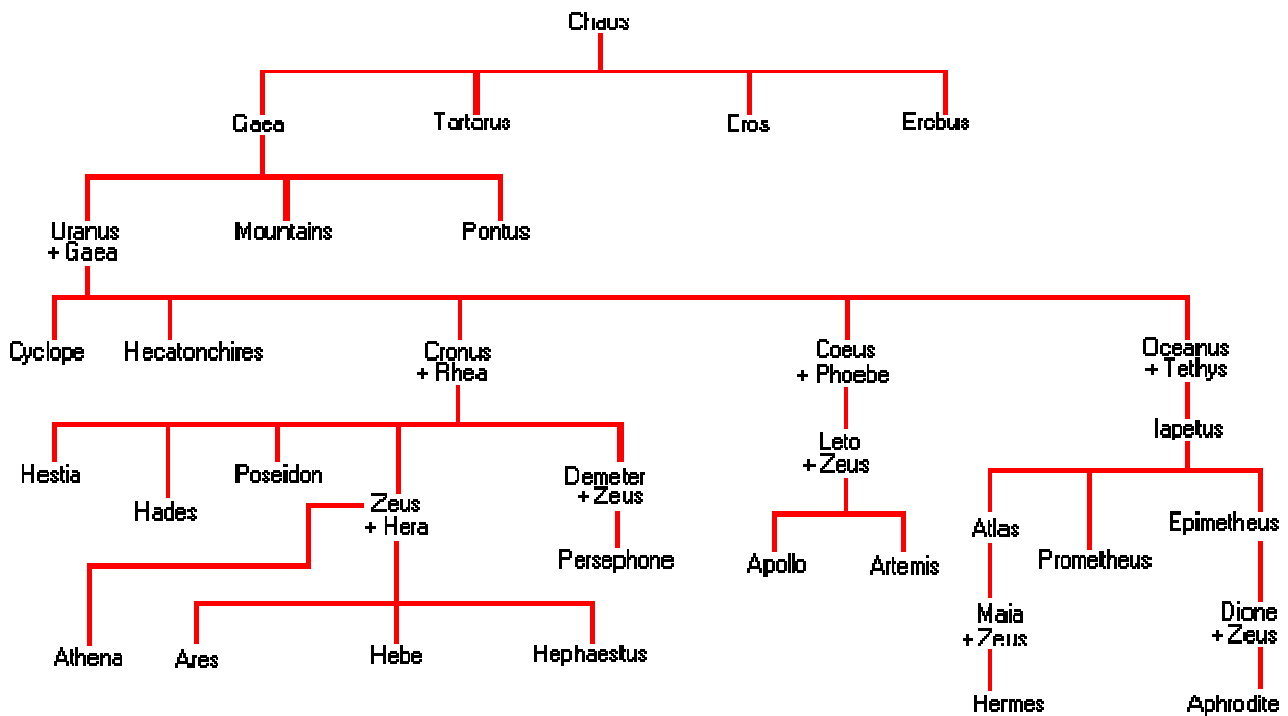 Chaus
Gaea
Tartarus
Eros
Erebuis
Uranus
+ Gaea
Mountains
Pontus
Cyclope
Hecatonchires
Cronus
+ Rhea
Coeus
+ Phoebe
Oceanus
+ Tethys
Iapetus
Hestia
Hades
Poseidon
Zeus
+ Hera
Demeter
+ Zeus
Persephone
Leto
+ Zeus
Apollo
Artemis
Atlas
Prometheus
Epimetheus
Maia
+ Zeus
Dione
+ Zeus
Athena
Ares
Hebe
Hephaestus
Hermes
Aphrodite